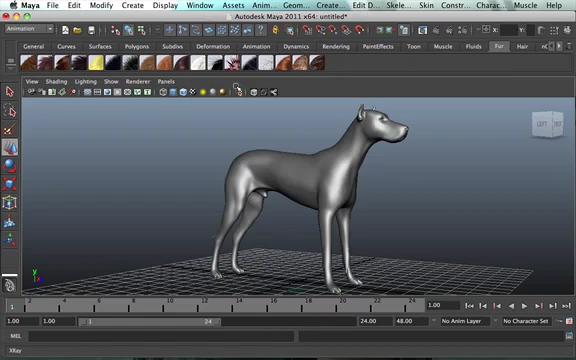 Maya File Edit Modify Create Display Window Assets Anim... Geom... Create... Edit D... Skele... Skin Constr... Charac... Muscle Help
Autodesk Maya 2011 x64: untitled*
Animation
General Curves Surfaces Polygons Subdivs Deformation Animation Dynamics Rendering PaintEffects Toon Muscle Fluids Fur Hair
View Shading Lighting Show Renderer Panels
LEFT
y
x
1 2 4 6 8 10 12 14 16 18 20 22 24 1.00
1.00 1.00 1 24 24.00 48.00 No Anim Layer No Character Set
MEL
XRay